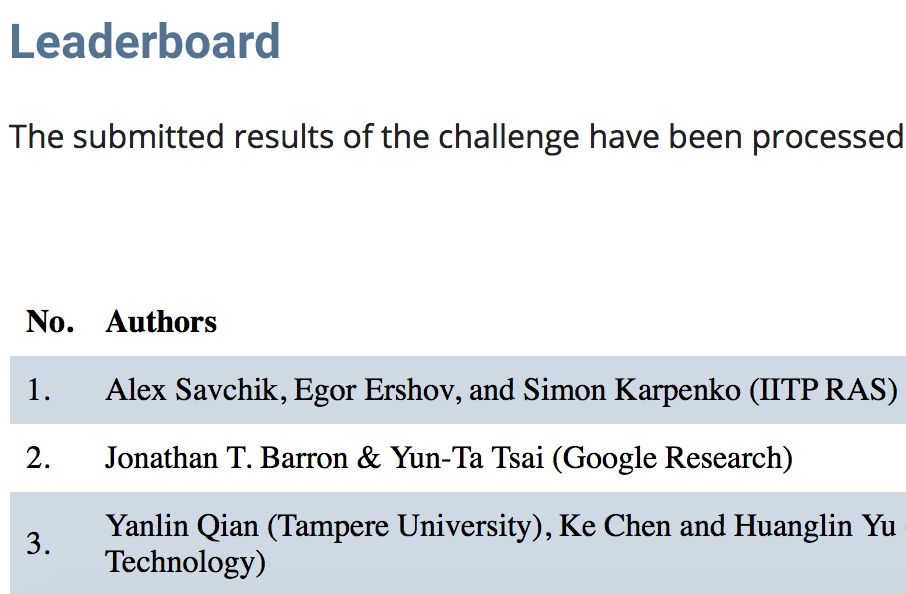 Leaderboard
The submitted results of the challenge have been processed
No. Authors
1. Alex Savchik, Egor Ershov, and Simon Karpenko (IITP RAS)
2. Jonathan T. Barron & Yun-Ta Tsai (Google Research)
3. Yanlin Qian (Tampere University), Ke Chen and Huanglin Yu
Technology)